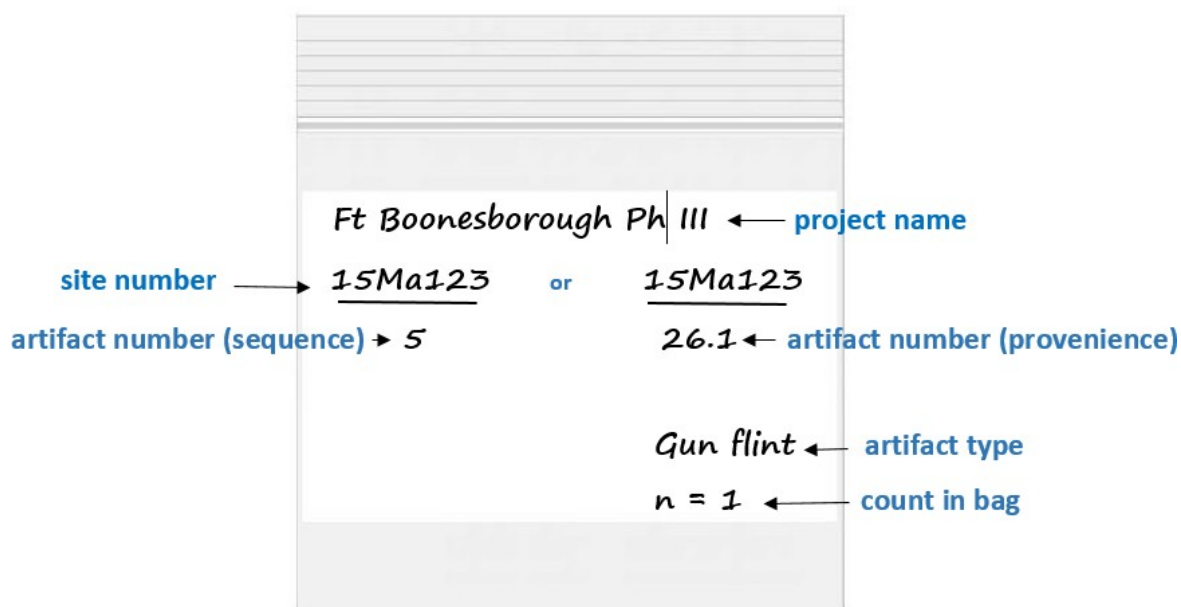 Ft Boonesborough Ph III project name
site number 15Ma123 or 15Ma123
artifact number (sequence) 5 26.1 artifact number (provenience)
Gun flint artifact type
n = 1 count in bag